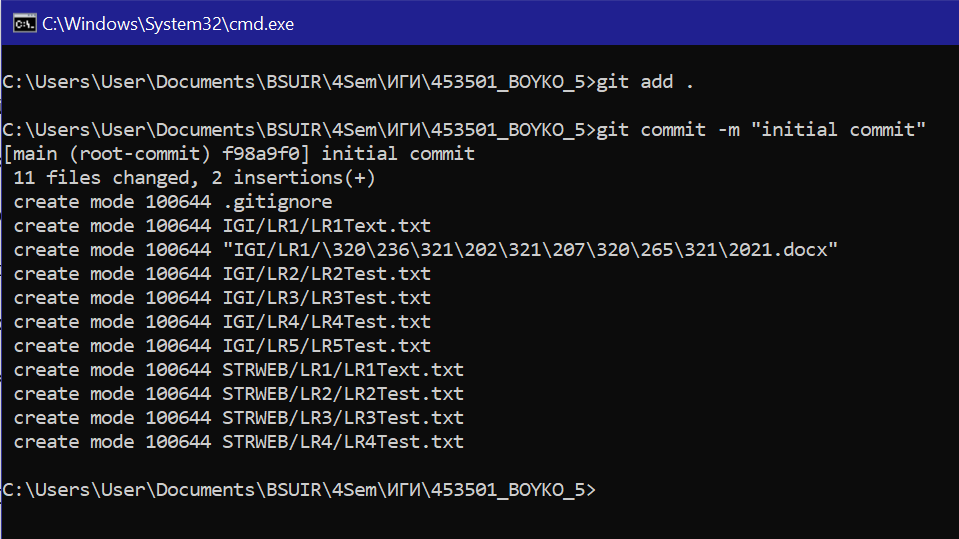 C:\Windows\System32\cmd.exe
C:\Users\User\Documents\BSUIR\4Sem\ИГИ\453501_BOYKO_5>git add .
C:\Users\User\Documents\BSUIR\4Sem\ИГИ\453501_BOYKO_5>git commit -m "initial commit"
[main (root-commit) f98a9f0] initial commit
 11 files changed, 2 insertions(+)
 create mode 100644 .gitignore
 create mode 100644 IGI/LR1/LR1Text.txt
 create mode 100644 "IGI/LR1/\320\236\321\202\321\207\320\265\321\2021.docx"
 create mode 100644 IGI/LR2/LR2Test.txt
 create mode 100644 IGI/LR3/LR3Test.txt
 create mode 100644 IGI/LR4/LR4Test.txt
 create mode 100644 IGI/LR5/LR5Test.txt
 create mode 100644 STRWEB/LR1/LR1Text.txt
 create mode 100644 STRWEB/LR2/LR2Test.txt
 create mode 100644 STRWEB/LR3/LR3Test.txt
 create mode 100644 STRWEB/LR4/LR4Test.txt
C:\Users\User\Documents\BSUIR\4Sem\ИГИ\453501_BOYKO_5>